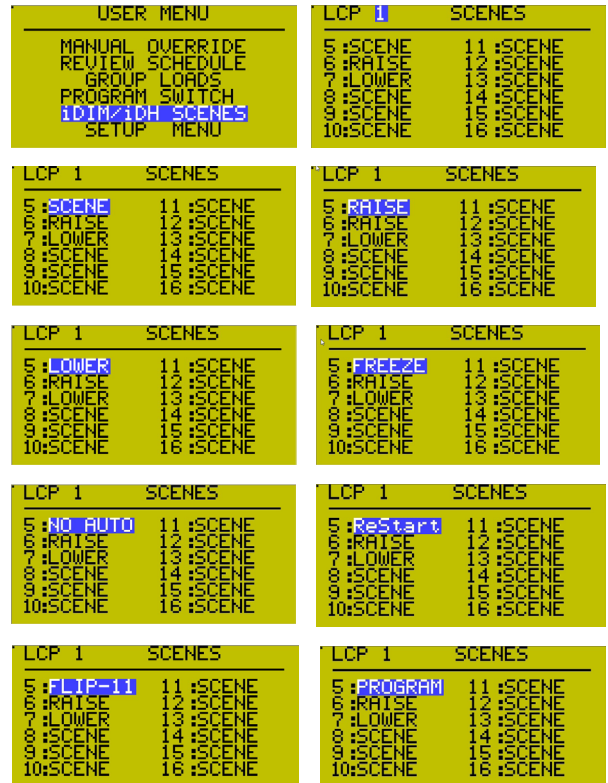 USER MENU
MANUAL OVERRIDE
REVIEW SCHEDULE
GROUP LOADS
PROGRAM SWITCH
iDIM/iDH SCENES
SETUP MENU
LCP 1 SCENES
5 :SCENE 11 :SCENE
6 :RAISE 12 :SCENE
7 :LOWER 13 :SCENE
8 :SCENE 14 :SCENE
9 :SCENE 15 :SCENE
10:SCENE 16 :SCENE
LCP 1 SCENES
5 :SCENE 11 :SCENE
6 :RAISE 12 :SCENE
7 :LOWER 13 :SCENE
8 :SCENE 14 :SCENE
9 :SCENE 15 :SCENE
10:SCENE 16 :SCENE
LCP 1 SCENES
5 :RAISE 11 :SCENE
6 :RAISE 12 :SCENE
7 :LOWER 13 :SCENE
8 :SCENE 14 :SCENE
9 :SCENE 15 :SCENE
10:SCENE 16 :SCENE
LCP 1 SCENES
5 :LOWER 11 :SCENE
6 :RAISE 12 :SCENE
7 :LOWER 13 :SCENE
8 :SCENE 14 :SCENE
9 :SCENE 15 :SCENE
10:SCENE 16 :SCENE
LCP 1 SCENES
5 :FREEZE 11 :SCENE
6 :RAISE 12 :SCENE
7 :LOWER 13 :SCENE
8 :SCENE 14 :SCENE
9 :SCENE 15 :SCENE
10:SCENE 16 :SCENE
LCP 1 SCENES
5 :NO AUTO 11 :SCENE
6 :RAISE 12 :SCENE
7 :LOWER 13 :SCENE
8 :SCENE 14 :SCENE
9 :SCENE 15 :SCENE
10:SCENE 16 :SCENE
LCP 1 SCENES
5 :ReStart 11 :SCENE
6 :RAISE 12 :SCENE
7 :LOWER 13 :SCENE
8 :SCENE 14 :SCENE
9 :SCENE 15 :SCENE
10:SCENE 16 :SCENE
LCP 1 SCENES
5 :FLIP-11 11 :SCENE
6 :RAISE 12 :SCENE
7 :LOWER 13 :SCENE
8 :SCENE 14 :SCENE
9 :SCENE 15 :SCENE
10:SCENE 16 :SCENE
LCP 1 SCENES
5 :PROGRAM 11 :SCENE
6 :RAISE 12 :SCENE
7 :LOWER 13 :SCENE
8 :SCENE 14 :SCENE
9 :SCENE 15 :SCENE
10:SCENE 16 :SCENE